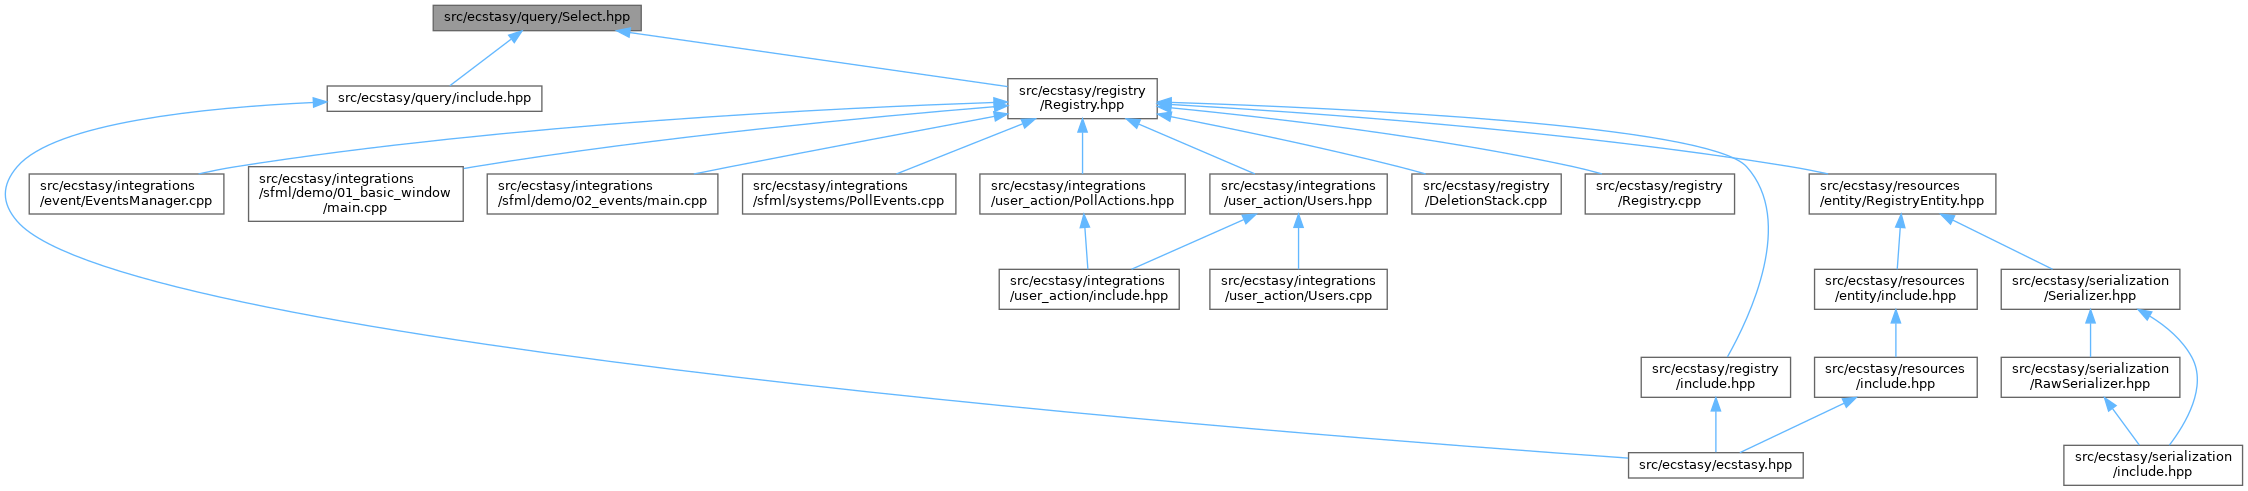 src/ecstasy/query/Select.hpp
src/ecstasy/query/include.hpp
src/ecstasy/registry
/Registry.hpp
src/ecstasy/integrations
/event/EventsManager.cpp
src/ecstasy/integrations
/sfml/demo/01_basic_window
/main.cpp
src/ecstasy/integrations
/sfml/demo/02_events/main.cpp
src/ecstasy/integrations
/sfml/systems/PollEvents.cpp
src/ecstasy/integrations
/user_action/PollActions.hpp
src/ecstasy/integrations
/user_action/Users.hpp
src/ecstasy/registry
/DeletionStack.cpp
src/ecstasy/registry
/Registry.cpp
src/ecstasy/resources
/entity/RegistryEntity.hpp
src/ecstasy/integrations
/user_action/include.hpp
src/ecstasy/integrations
/user_action/Users.cpp
src/ecstasy/resources
/entity/include.hpp
src/ecstasy/serialization
/Serializer.hpp
src/ecstasy/registry
/include.hpp
src/ecstasy/resources
/include.hpp
src/ecstasy/serialization
/RawSerializer.hpp
src/ecstasy/ecstasy.hpp
src/ecstasy/serialization
/include.hpp